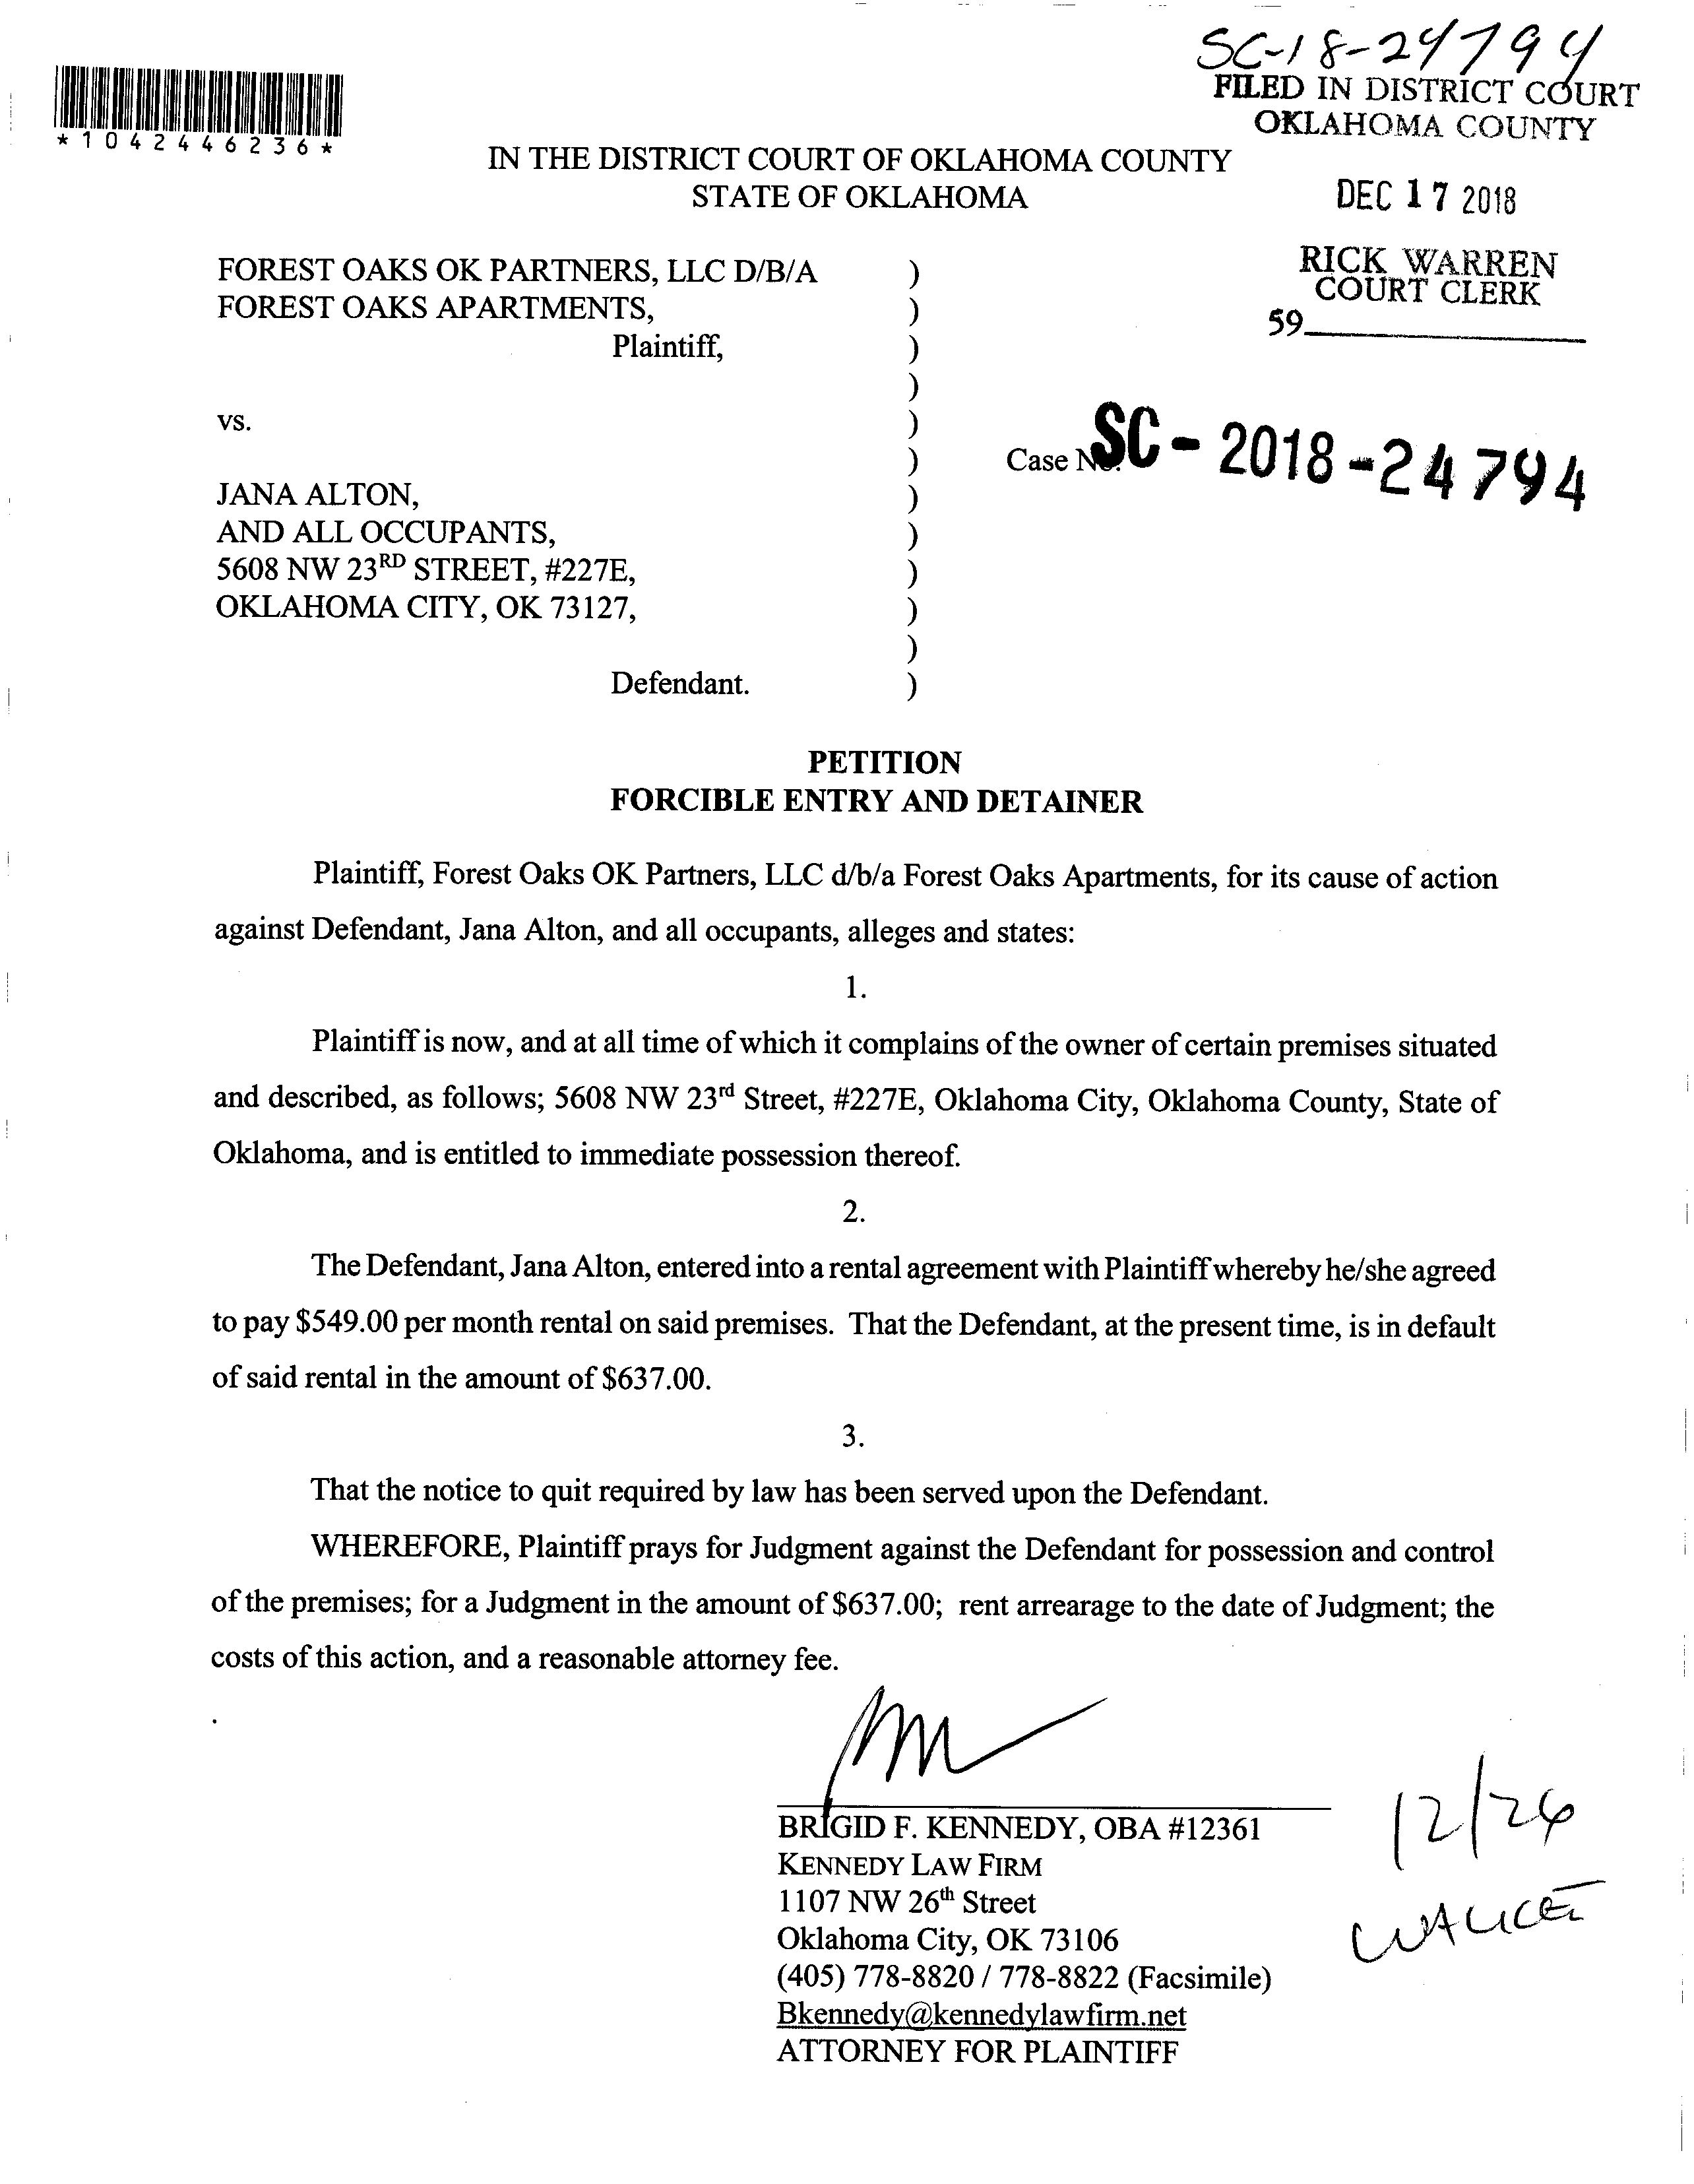 SC-18-24794
FILED IN DISTRICT COURT
OKLAHOMA COUNTY
*1042446236*
IN THE DISTRICT COURT OF OKLAHOMA COUNTY
STATE OF OKLAHOMA
DEC 17 2018
RICK WARREN
COURT CLERK
59
FOREST OAKS OK PARTNERS, LLC D/B/A )
FOREST OAKS APARTMENTS, )
Plaintiff, )
)
vs. )
Case No. SC-2018-24794
)
JANA ALTON, )
AND ALL OCCUPANTS, )
5608 NW 23RD STREET, #227E, )
OKLAHOMA CITY, OK 73127, )
)
Defendant. )
PETITION
FORCIBLE ENTRY AND DETAINER
Plaintiff, Forest Oaks OK Partners, LLC d/b/a Forest Oaks Apartments, for its cause of action
against Defendant, Jana Alton, and all occupants, alleges and states:
1.
Plaintiff is now, and at all time of which it complains of the owner of certain premises situated
and described, as follows; 5608 NW 23rd Street, #227E, Oklahoma City, Oklahoma County, State of
Oklahoma, and is entitled to immediate possession thereof.
2.
The Defendant, Jana Alton, entered into a rental agreement with Plaintiff whereby he/she agreed
to pay $549.00 per month rental on said premises. That the Defendant, at the present time, is in default
of said rental in the amount of $637.00.
3.
That the notice to quit required by law has been served upon the Defendant.
WHEREFORE, Plaintiff prays for Judgment against the Defendant for possession and control
of the premises; for a Judgment in the amount of $637.00; rent arrearage to the date of Judgment; the
costs of this action, and a reasonable attorney fee.
BRIGID F. KENNEDY, OBA #12361
KENNEDY LAW FIRM
1107 NW 26th Street
Oklahoma City, OK 73106
(405) 778-8820 / 778-8822 (Facsimile)
Bkennedy@kennedylawfirm.net
ATTORNEY FOR PLAINTIFF
12/26